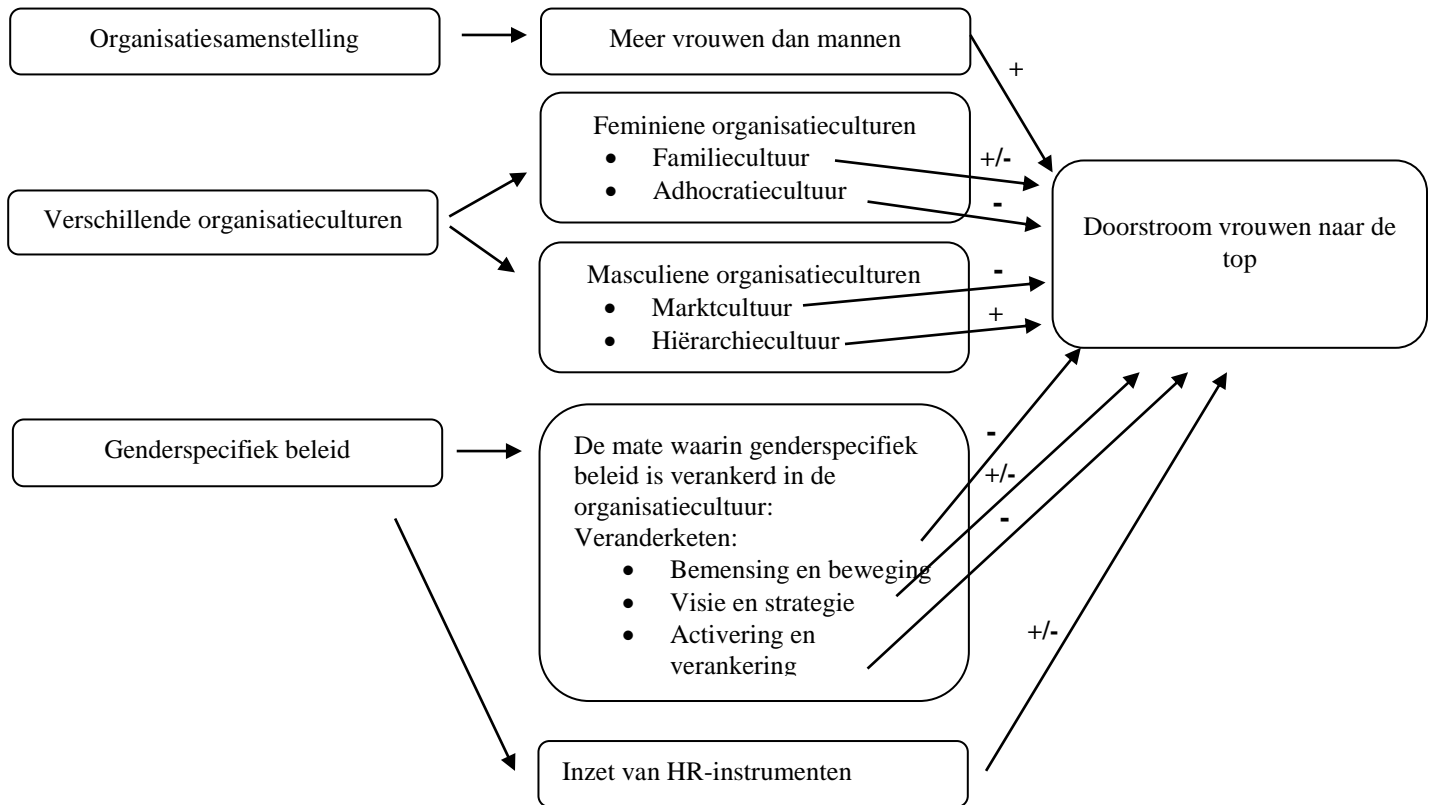 Organisatiesamenstelling
Meer vrouwen dan mannen
+
Feminiene organisatieculturen
• Familiecultuur
+/-
• Adhocratiecultuur
-
Verschillende organisatieculturen
Doorstroom vrouwen naar de
top
Masculiene organisatieculturen
-
• Marktcultuur
+
• Hiërarchiecultuur
Genderspecifiek beleid
De mate waarin genderspecifiek
beleid is verankerd in de
organisatiecultuur:
Veranderketen:
• Bemensing en beweging
• Visie en strategie
• Activering en
verankering
-
+/-
-
+/-
Inzet van HR-instrumenten